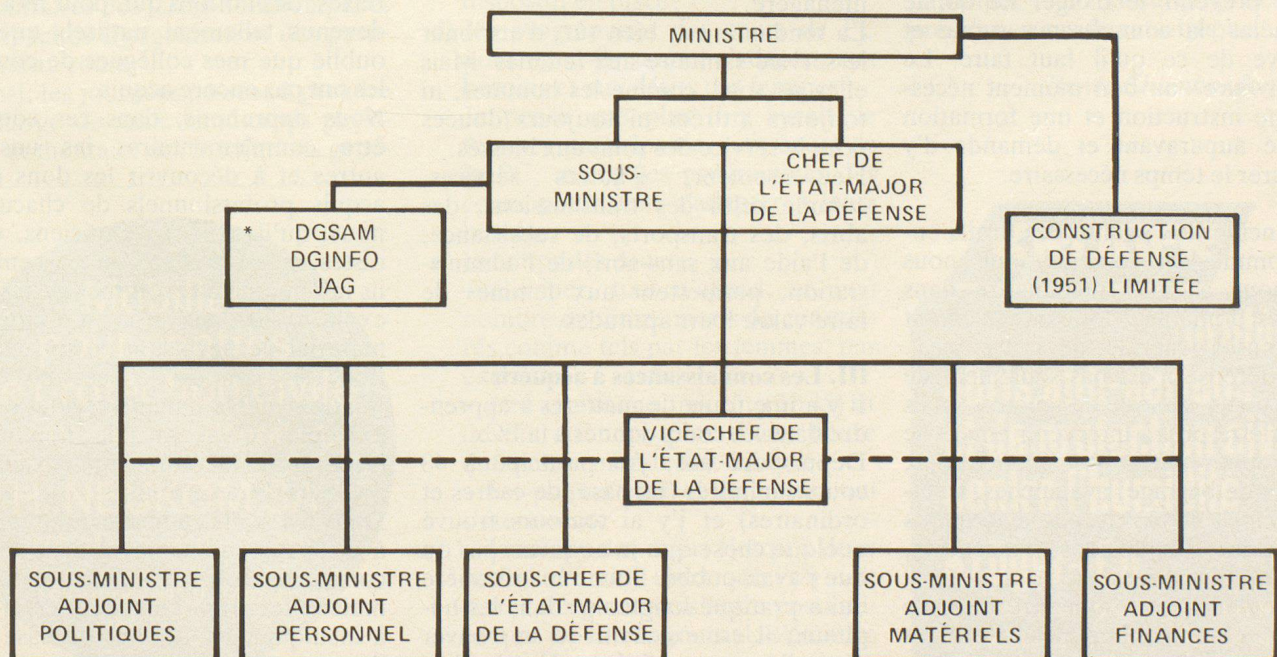 MINISTRE
SOUS-
MINISTRE
CHEF DE
L'ÉTAT-MAJOR
DE LA DÉFENSE
* DGSAM
DGINFO
JAG
CONSTRUCTION
DE DÉFENSE
(1951) LIMITÉE
VICE-CHEF DE
L'ÉTAT-MAJOR
DE LA DÉFENSE
SOUS-MINISTRE
ADJOINT
POLITIQUES
SOUS-MINISTRE
ADJOINT
PERSONNEL
SOUS-CHEF DE
L'ÉTAT-MAJOR
DE LA DÉFENSE
SOUS-MINISTRE
ADJOINT
MATÉRIELS
SOUS-MINISTRE
ADJOINT
FINANCES